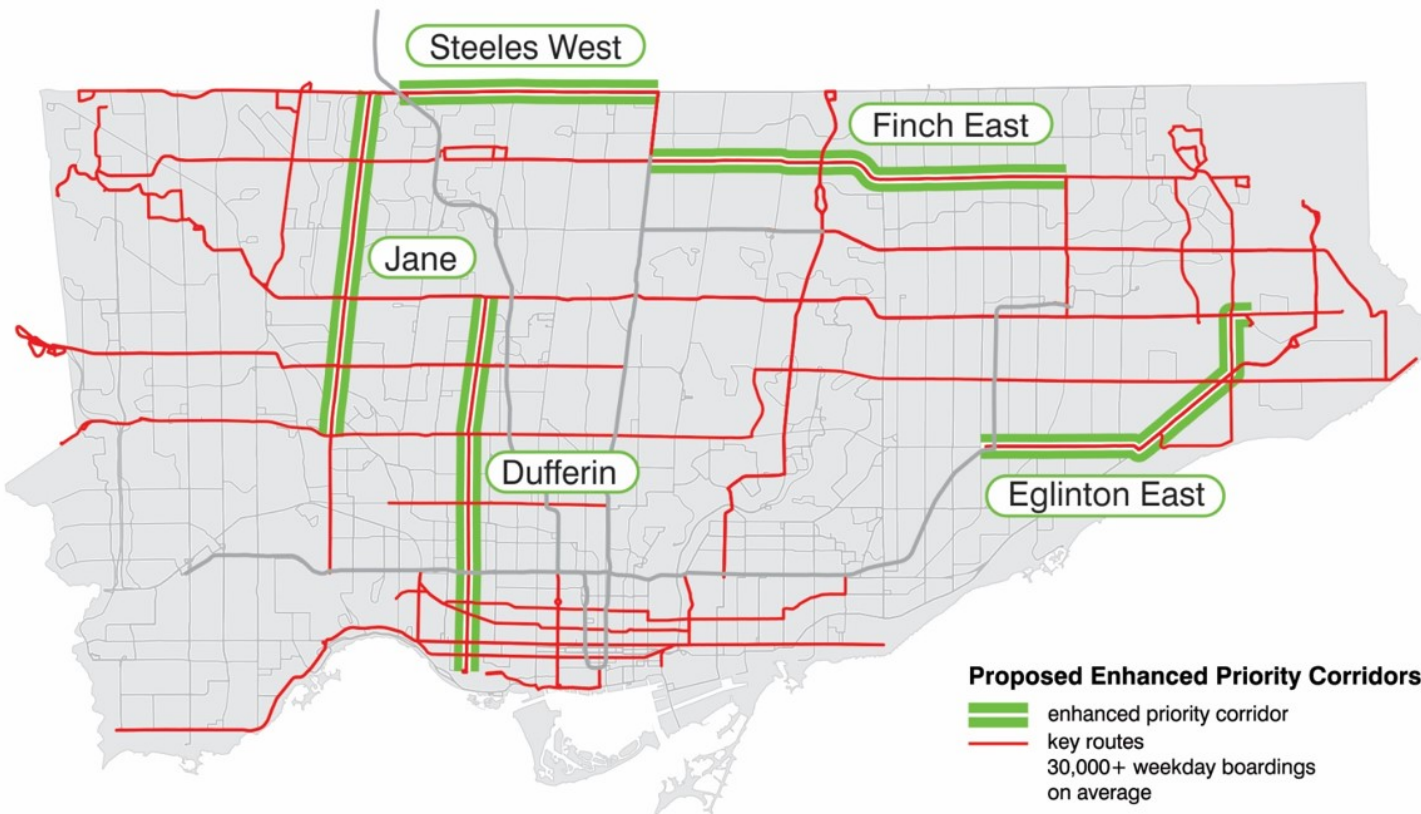 Steeles West
Finch East
Jane
Dufferin
Eglinton East
Proposed Enhanced Priority Corridors
enhanced priority corridor
key routes
30,000+ weekday boardings
on average